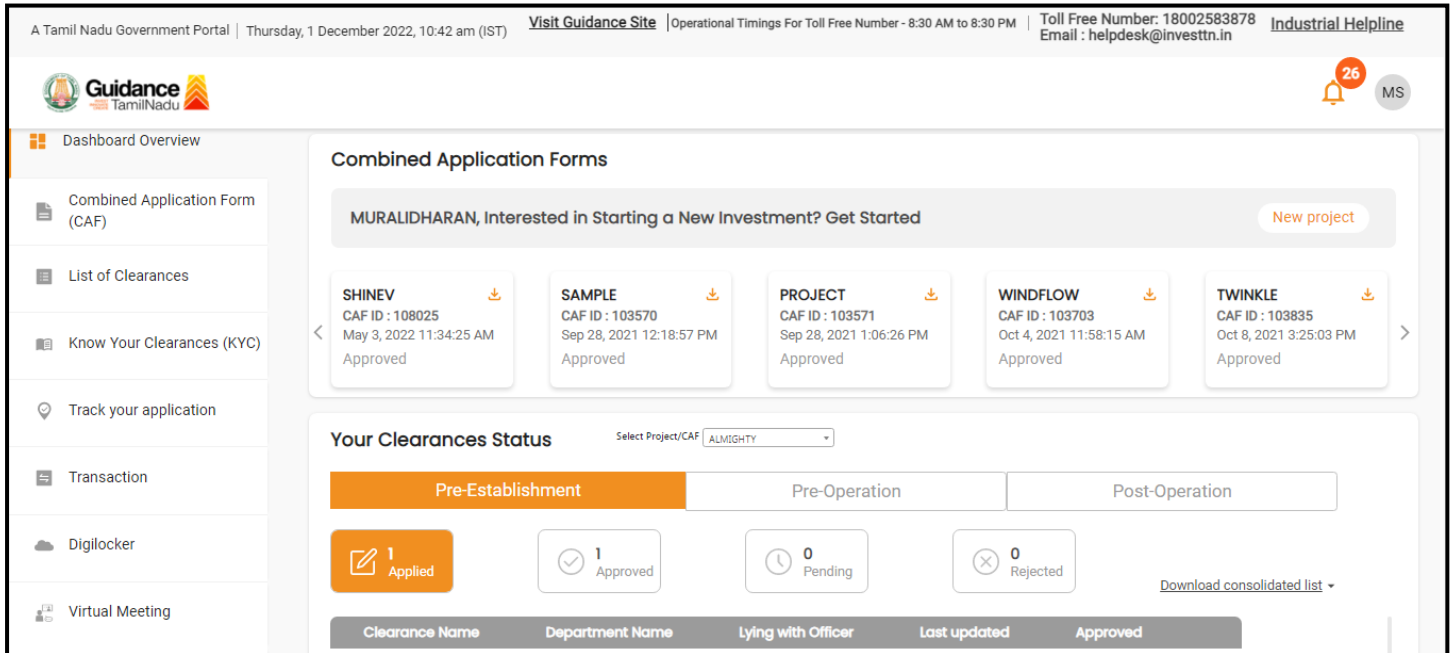 A Tamil Nadu Government Portal | Thursday, 1 December 2022, 10:42 am (IST) Visit Guidance Site | Operational Timings For Toll Free Number - 8:30 AM to 8:30 PM | Toll Free Number: 18002583878 Industrial Helpline
Email : helpdesk@investtn.in
Guidance
TamilNadu
26
MS
Dashboard Overview
Combined Application Form
(CAF)
List of Clearances
Know Your Clearances (KYC)
Track your application
Transaction
Digilocker
Virtual Meeting
Combined Application Forms
MURALIDHARAN, Interested in Starting a New Investment? Get Started
New project
SHINEV
CAF ID : 108025
May 3, 2022 11:34:25 AM
Approved
SAMPLE
CAF ID : 103570
Sep 28, 2021 12:18:57 PM
Approved
PROJECT
CAF ID : 103571
Sep 28, 2021 1:06:26 PM
Approved
WINDFLOW
CAF ID : 103703
Oct 4, 2021 11:58:15 AM
Approved
TWINKLE
CAF ID : 103835
Oct 8, 2021 3:25:03 PM
Approved
Your Clearances Status Select Project/CAF ALMIGHTY
Pre-Establishment Pre-Operation Post-Operation
1
Applied
1
Approved
0
Pending
0
Rejected
Download consolidated list
Clearance Name Department Name Lying with Officer Last updated Approved